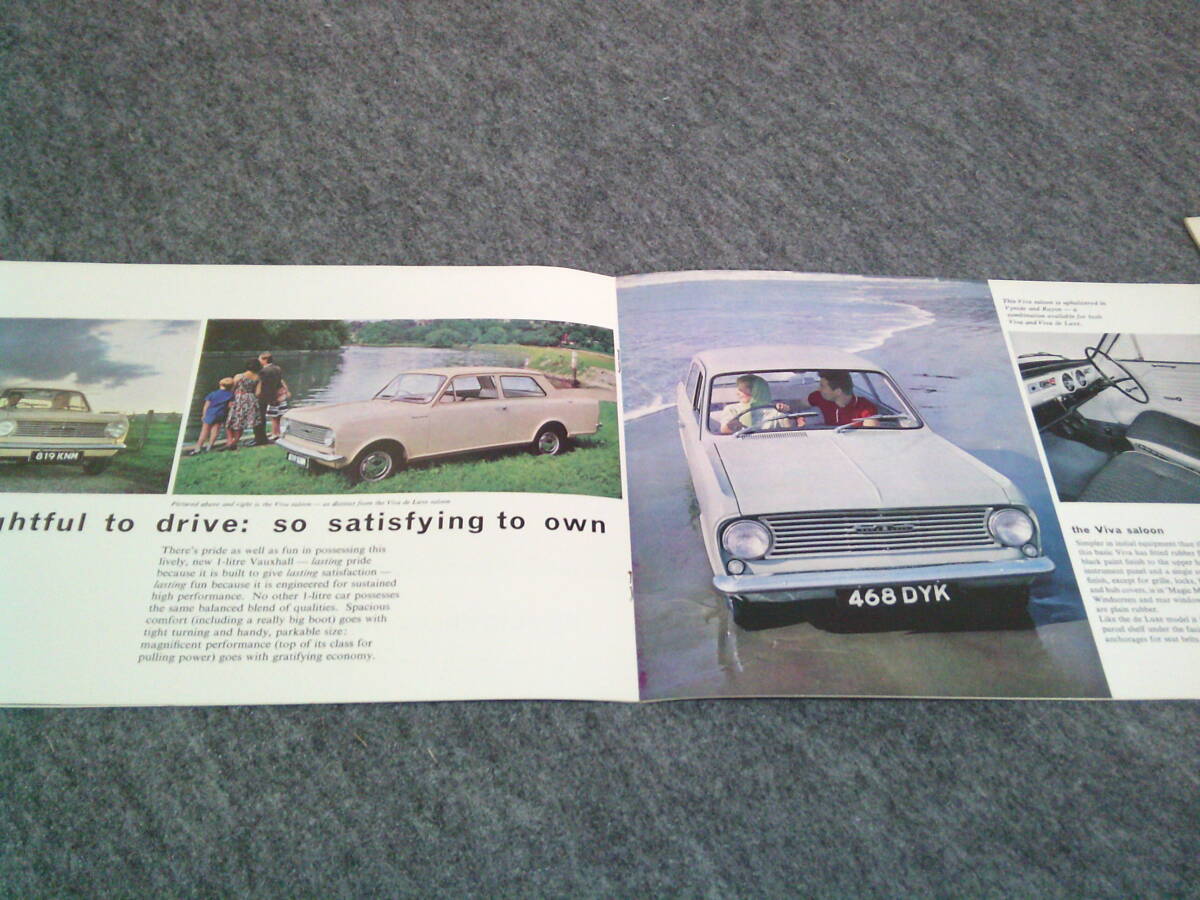 819 KNM
Pictured above and right is the Viva saloon — as distinct from the Viva de Luxe saloon
ghtful to drive: so satisfying to own
There's pride as well as fun in possessing this
lively, new 1-litre Vauxhall — lasting pride
because it is built to give lasting satisfaction —
lasting fun because it is engineered for sustained
high performance. No other 1-litre car possesses
the same balanced blend of qualities. Spacious
comfort (including a really big boot) goes with
tight turning and handy, parkable size:
magnificent performance (top of its class for
pulling power) goes with gratifying economy.
468 DYK
This Viva saloon is upholstered in
Vynide and Rayon — a
combination available for both
Viva and Viva de Luxe.
the Viva saloon
Simpler in initial equipment than
this basic Viva has fitted rubber
black paint finish to the upper
instrument panel and a single
finish, except for grille, locks,
and hub covers, is in "Magic
Windscreen and rear window
are plain rubber.
Like the de Luxe model it
parcel shelf under the
anchorages for seat belts.